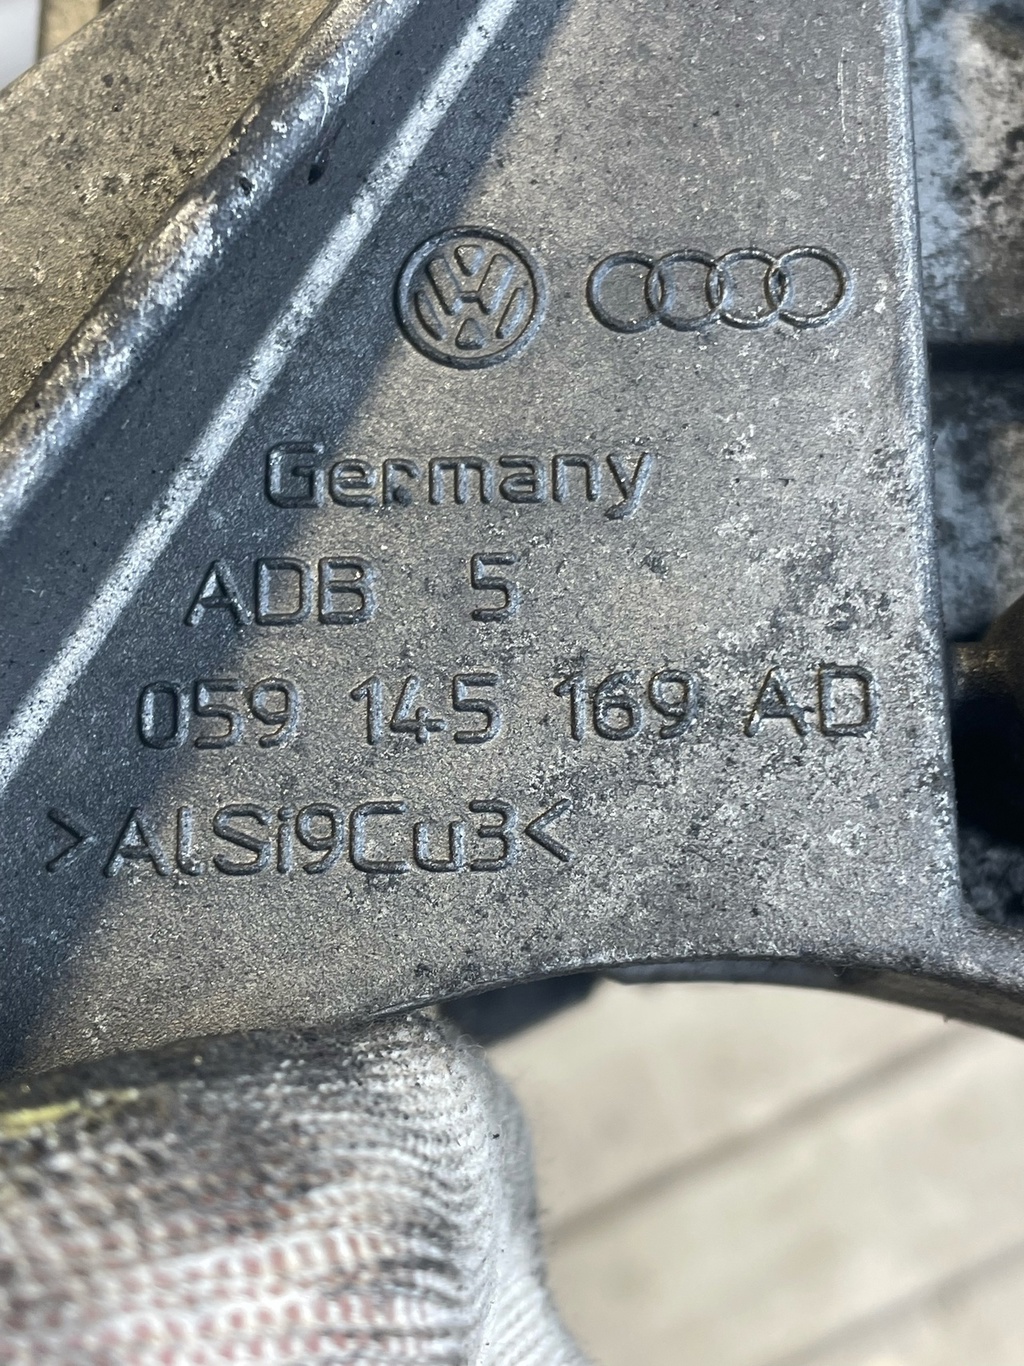 Germany
ADB 5
059 145 169 AD
>AlSi9Cu3<